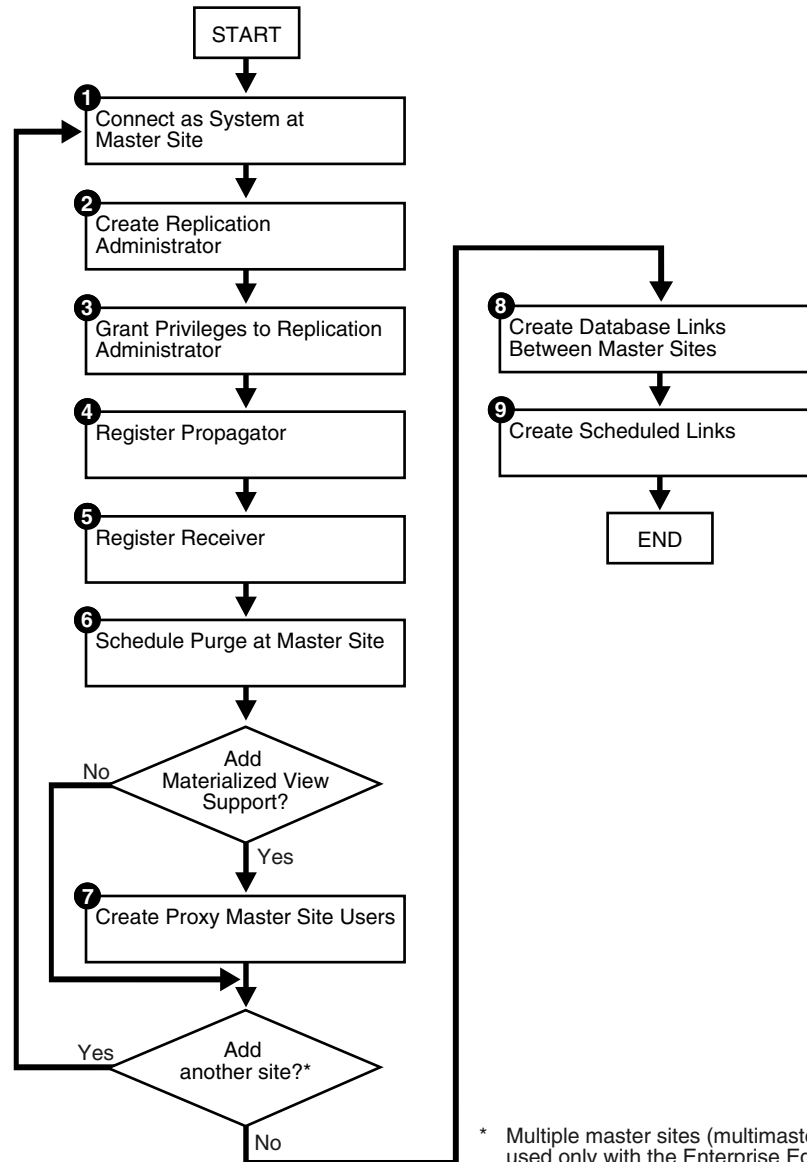 START
1
Connect as System at
Master Site
2
Create Replication
Administrator
3
Grant Privileges to Replication
Administrator
4
Register Propagator
5
Register Receiver
6
Schedule Purge at Master Site
Add
Materialized View
Support?
No
Yes
7
Create Proxy Master Site Users
Add
another site?*
Yes
No
8
Create Database Links
Between Master Sites
9
Create Scheduled Links
END
* Multiple master sites
used only with the Enterprise